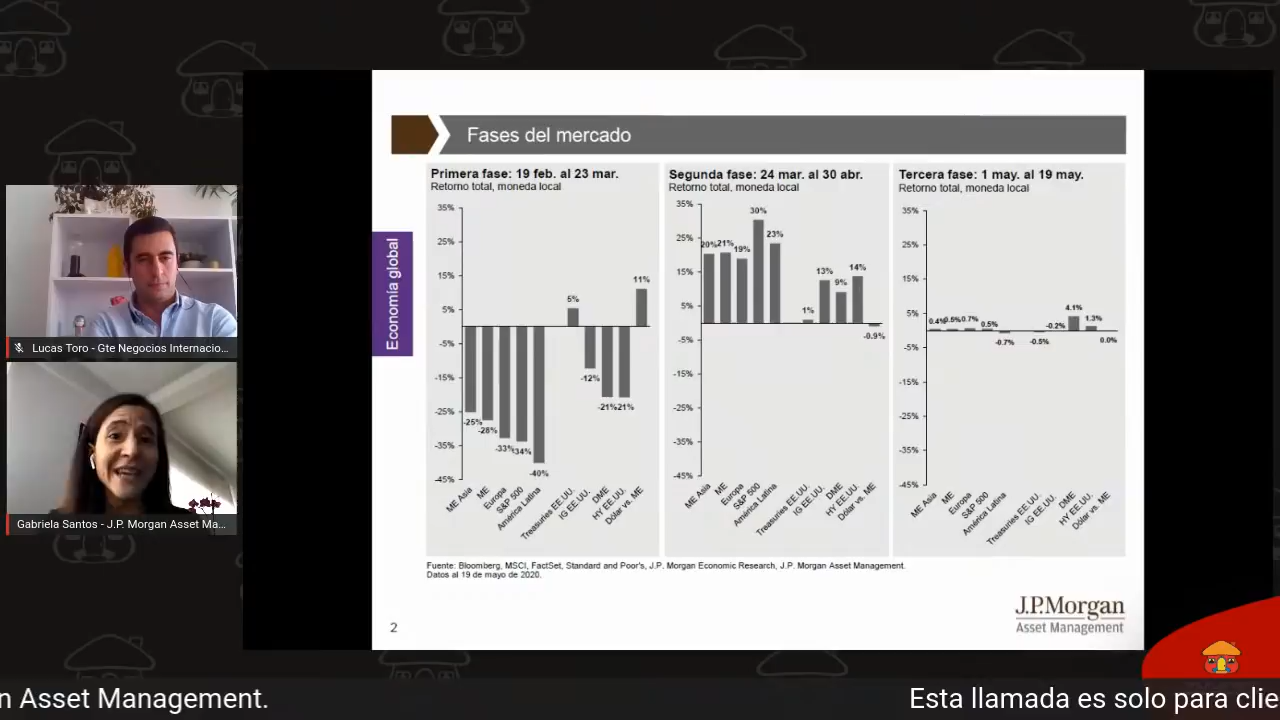 Fases del mercado
Economía global
Primera fase: 19 feb. al 23 mar.
Retorno total, moneda local
35%
25%
15%
5%
-5%
-15%
-25%
-35%
-45%
-25%
-28%
-33%
-34%
-40%
5%
-12%
-21%
-21%
11%
ME Asia
ME
Europa
S&P 500
América Latina
Treasuries EE.UU.
IG EE.UU.
DME
HY EE.UU.
Dólar vs. ME
Segunda fase: 24 mar. al 30 abr.
Retorno total, moneda local
35%
25%
15%
5%
-5%
-15%
-25%
-35%
-45%
20%
21%
19%
30%
23%
1%
13%
9%
14%
-0.9%
ME Asia
ME
Europa
S&P 500
América Latina
Treasuries EE.UU.
IG EE.UU.
DME
HY EE.UU.
Dólar vs. ME
Tercera fase: 1 may. al 19 may.
Retorno total, moneda local
35%
25%
15%
5%
-5%
-15%
-25%
-35%
-45%
0.4%
0.5%
0.7%
0.5%
-0.7%
-0.5%
-0.2%
4.1%
1.3%
0.0%
ME Asia
ME
Europa
S&P 500
América Latina
Treasuries EE.UU.
IG EE.UU.
DME
HY EE.UU.
Dólar vs. ME
Fuente: Bloomberg, MSCI, FactSet, Standard and Poor's, J.P. Morgan Economic Research, J.P. Morgan Asset Management.
Datos al 19 de mayo de 2020.
2
J.P.Morgan
Asset Management
Lucas Toro - Gte Negocios Internacio...
Gabriela Santos - J.P. Morgan Asset Ma...
n Asset Management.
Esta llamada es solo para clie